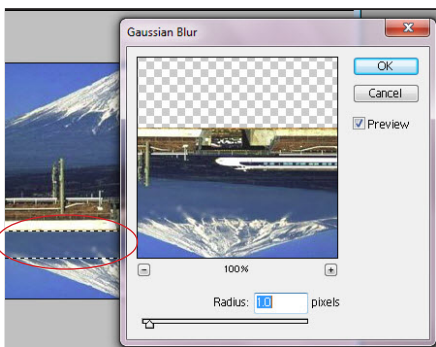 Gaussian Blur
OK
Cancel
Preview
100%
Radius: 1.0 pixels